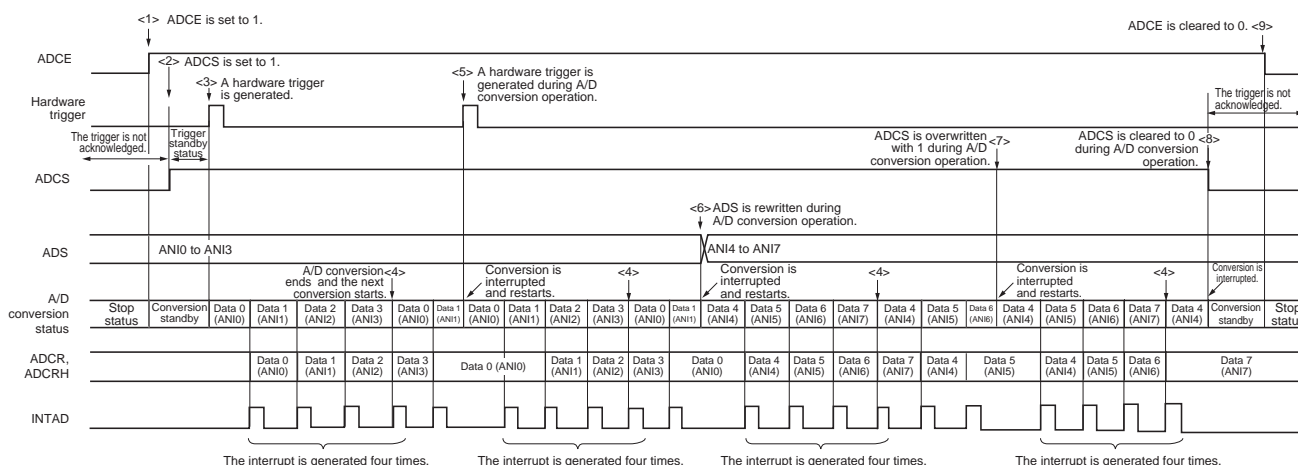 <1> ADCE is set to 1.
ADCE is cleared to 0. <9>
ADCE
<2> ADCS is set to 1.
<3> A hardware trigger
is generated.
<5> A hardware trigger is
generated during A/D
conversion operation.
Hardware
trigger
The trigger is not
acknowledged.
The trigger is not
acknowledged.
Trigger
standby
status
ADCS is overwritten
with 1 during A/D <7>
conversion operation.
ADCS is cleared to 0 <8>
during A/D conversion
operation.
ADCS
<6> ADS is rewritten during
A/D conversion operation.
ADS
ANI0 to ANI3
ANI4 to ANI7
A/D conversion <4>
ends and the next
conversion starts.
Conversion is
interrupted
and restarts.
<4>
Conversion is
interrupted
and restarts.
<4>
Conversion is
interrupted
and restarts.
<4>
Conversion is
interrupted.
A/D
conversion
status
Stop
status
Conversion
standby
Data 0
(ANI0)
Data 1
(ANI1)
Data 2
(ANI2)
Data 3
(ANI3)
Data 0
(ANI0)
Data 1
(ANI1)
Data 0
(ANI0)
Data 1
(ANI1)
Data 2
(ANI2)
Data 3
(ANI3)
Data 0
(ANI0)
Data 1
(ANI1)
Data 4
(ANI4)
Data 5
(ANI5)
Data 6
(ANI6)
Data 7
(ANI7)
Data 4
(ANI4)
Data 5
(ANI5)
Data 6
(ANI6)
Data 4
(ANI4)
Data 5
(ANI5)
Data 6
(ANI6)
Data 7
(ANI7)
Data 4
(ANI4)
Conversion
standby
Stop
status
ADCR,
ADCRH
Data 0
(ANI0)
Data 1
(ANI1)
Data 2
(ANI2)
Data 3
(ANI3)
Data 0 (ANI0)
Data 1
(ANI1)
Data 2
(ANI2)
Data 3
(ANI3)
Data 0
(ANI0)
Data 4
(ANI4)
Data 5
(ANI5)
Data 6
(ANI6)
Data 7
(ANI7)
Data 4
(ANI4)
Data 5
(ANI5)
Data 4
(ANI4)
Data 5
(ANI5)
Data 6
(ANI6)
Data 7
(ANI7)
INTAD
The interrupt is generated four times.
The interrupt is generated four times.
The interrupt is generated four times.
The interrupt is generated four times.